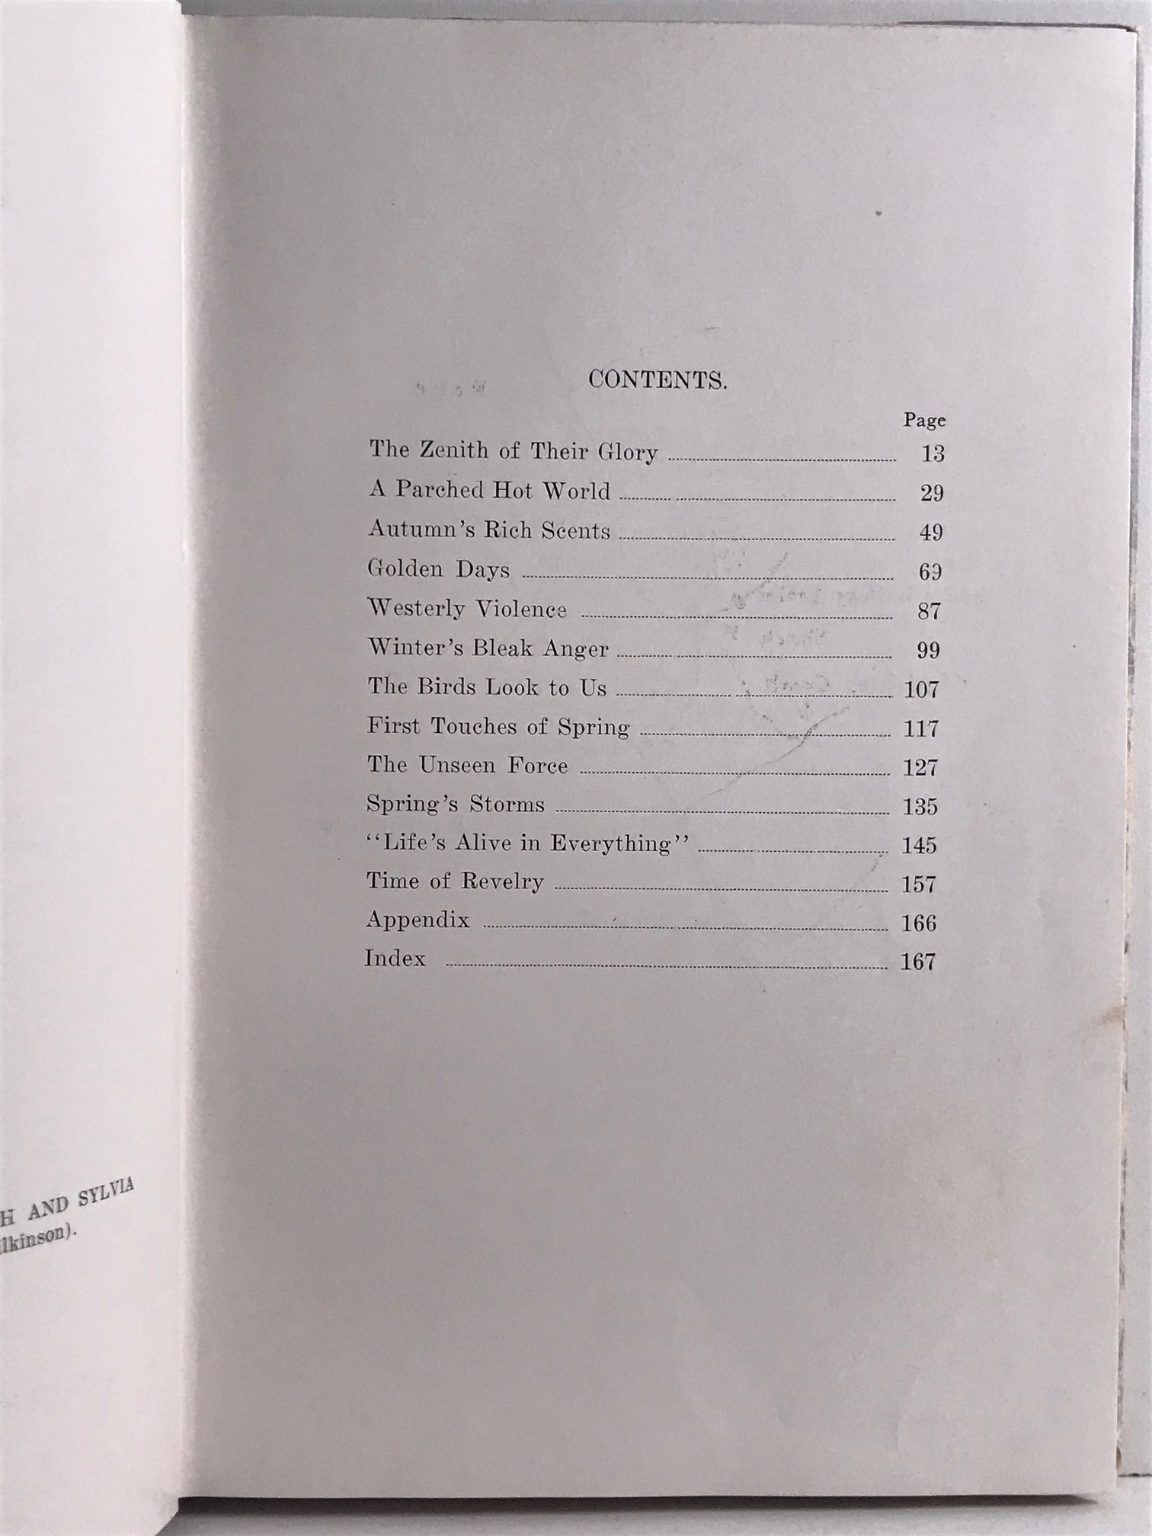 H AND SYLVIA
lkinson).
CONTENTS.
Page
The Zenith of Their Glory 13
A Parched Hot World 29
Autumn's Rich Scents 49
Golden Days 69
Westerly Violence 87
Winter's Bleak Anger 99
The Birds Look to Us 107
First Touches of Spring 117
The Unseen Force 127
Spring's Storms 135
"Life's Alive in Everything" 145
Time of Revelry 157
Appendix 166
Index 167